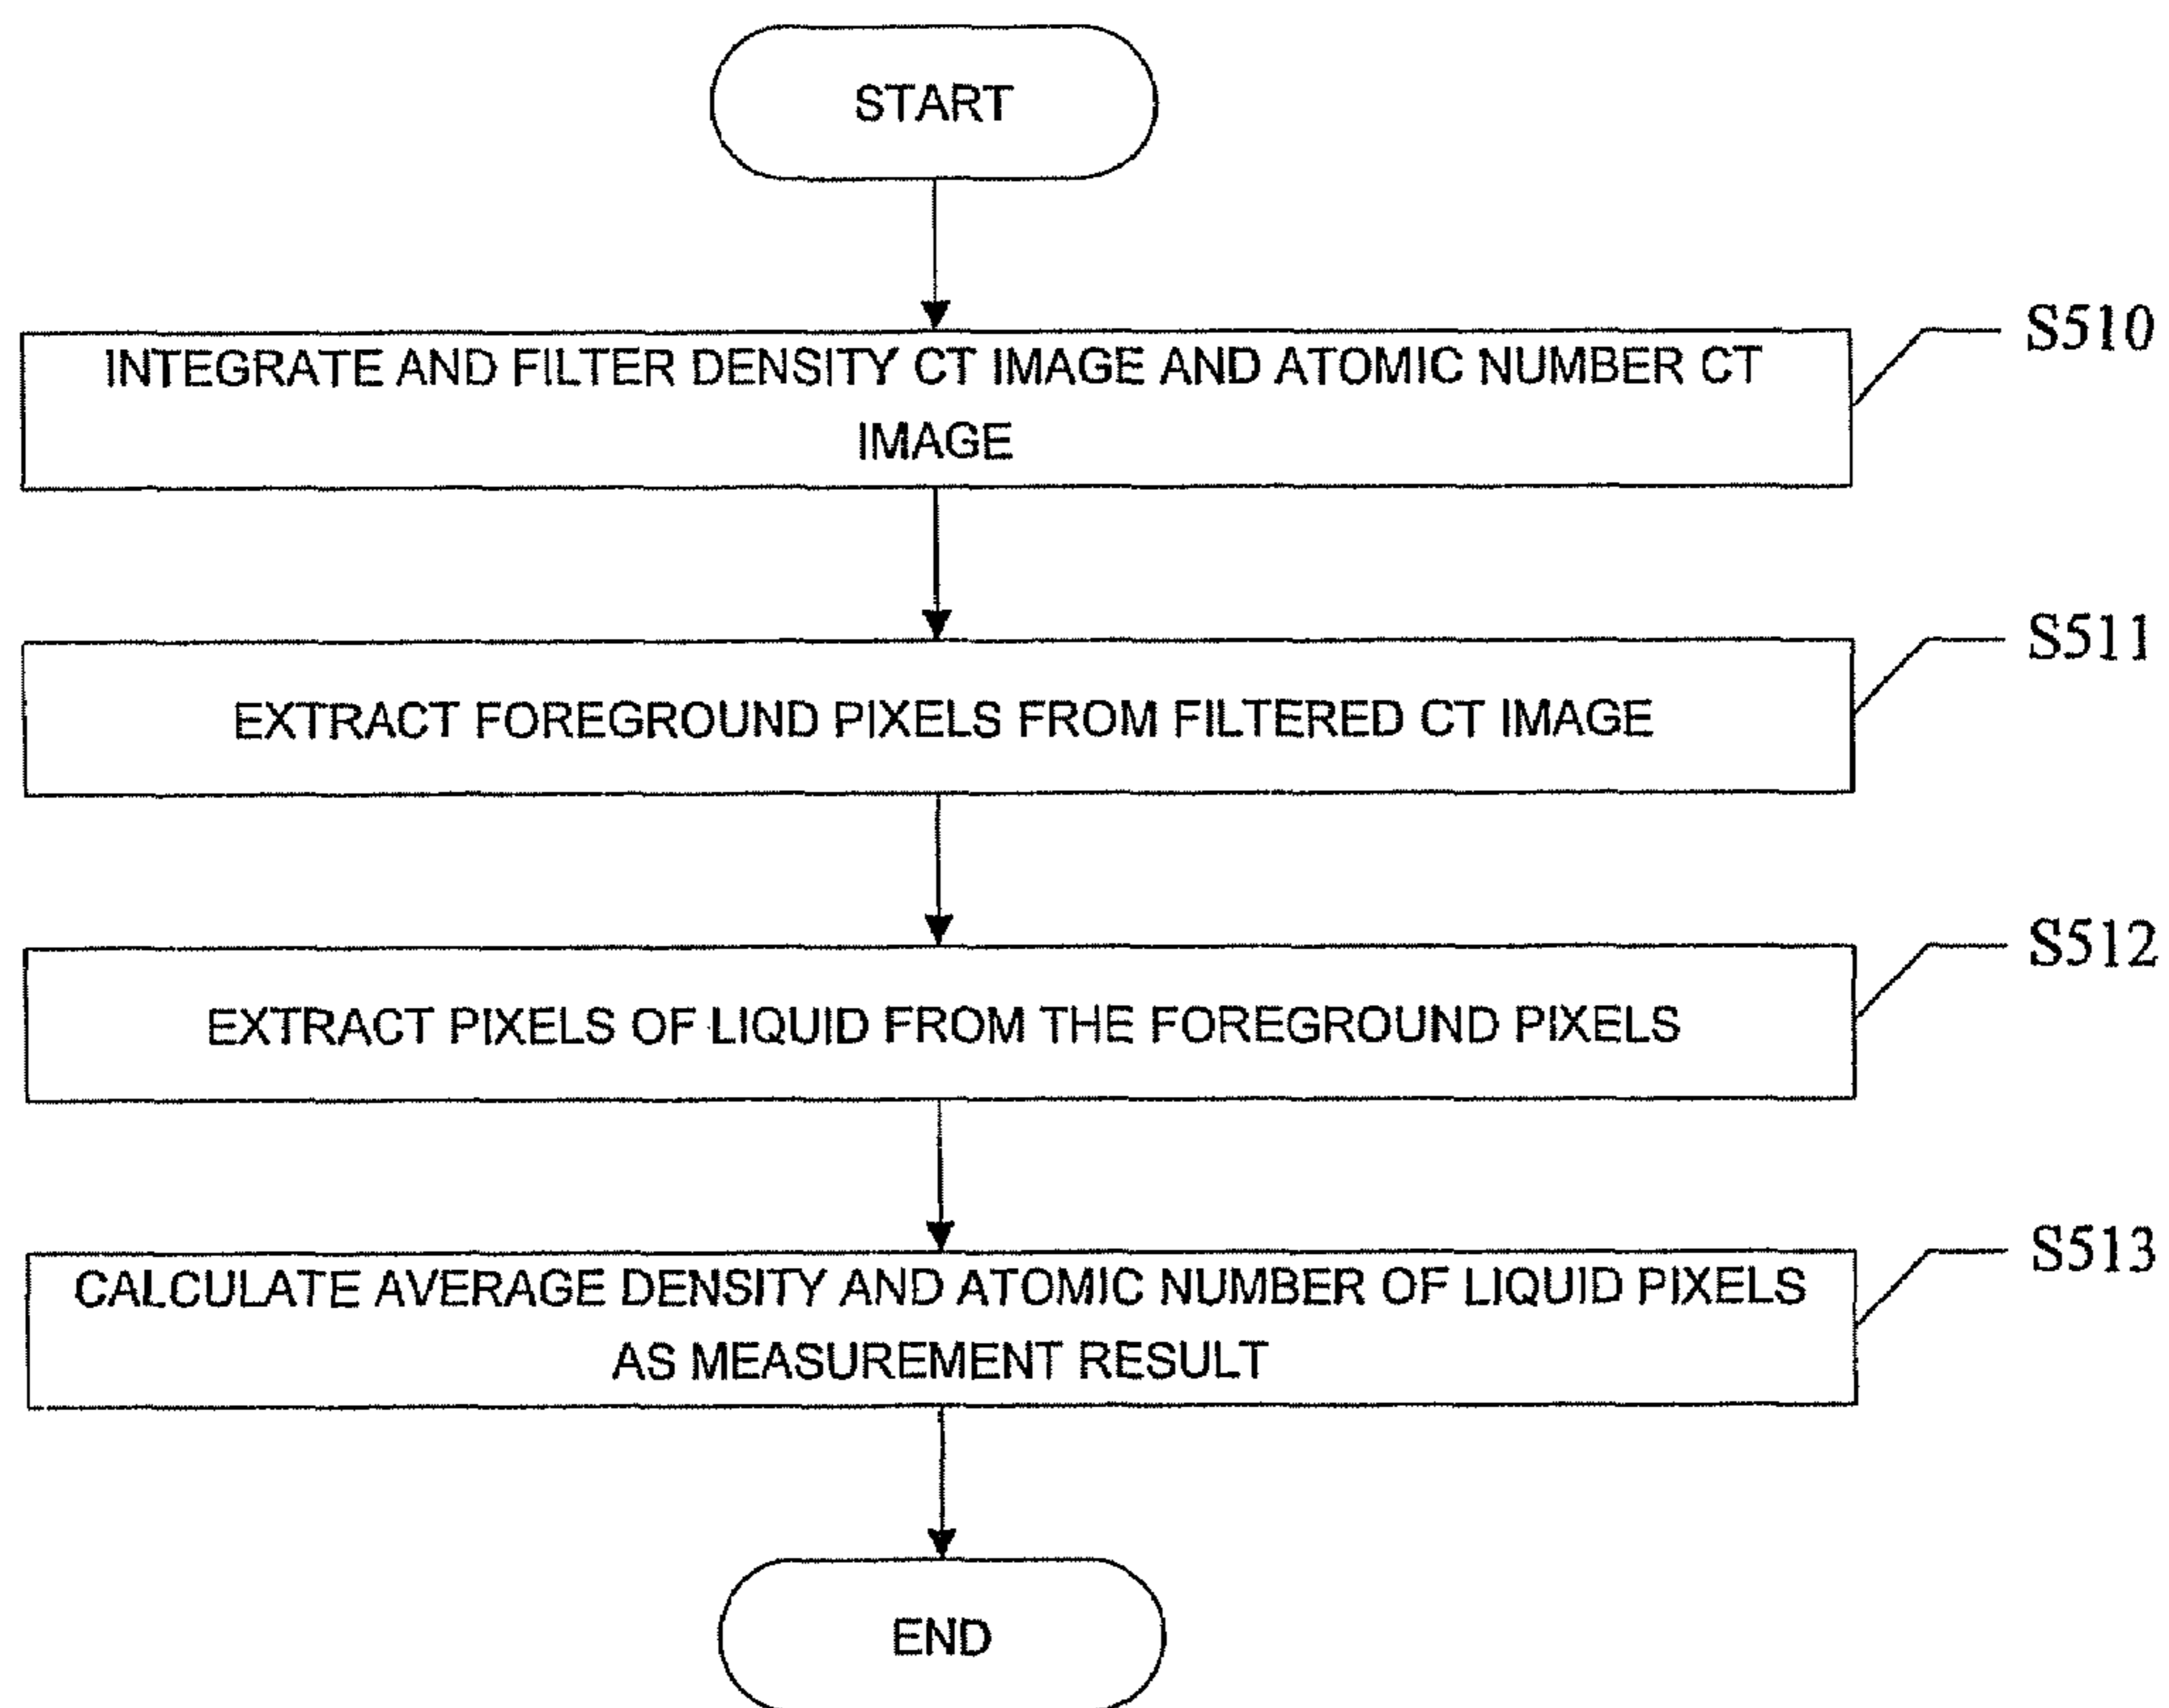 START
INTEGRATE AND FILTER DENSITY CT IMAGE AND ATOMIC NUMBER CT
IMAGE
S510
EXTRACT FOREGROUND PIXELS FROM FILTERED CT IMAGE
S511
EXTRACT PIXELS OF LIQUID FROM THE FOREGROUND PIXELS
S512
CALCULATE AVERAGE DENSITY AND ATOMIC NUMBER OF LIQUID PIXELS
AS MEASUREMENT RESULT
S513
END